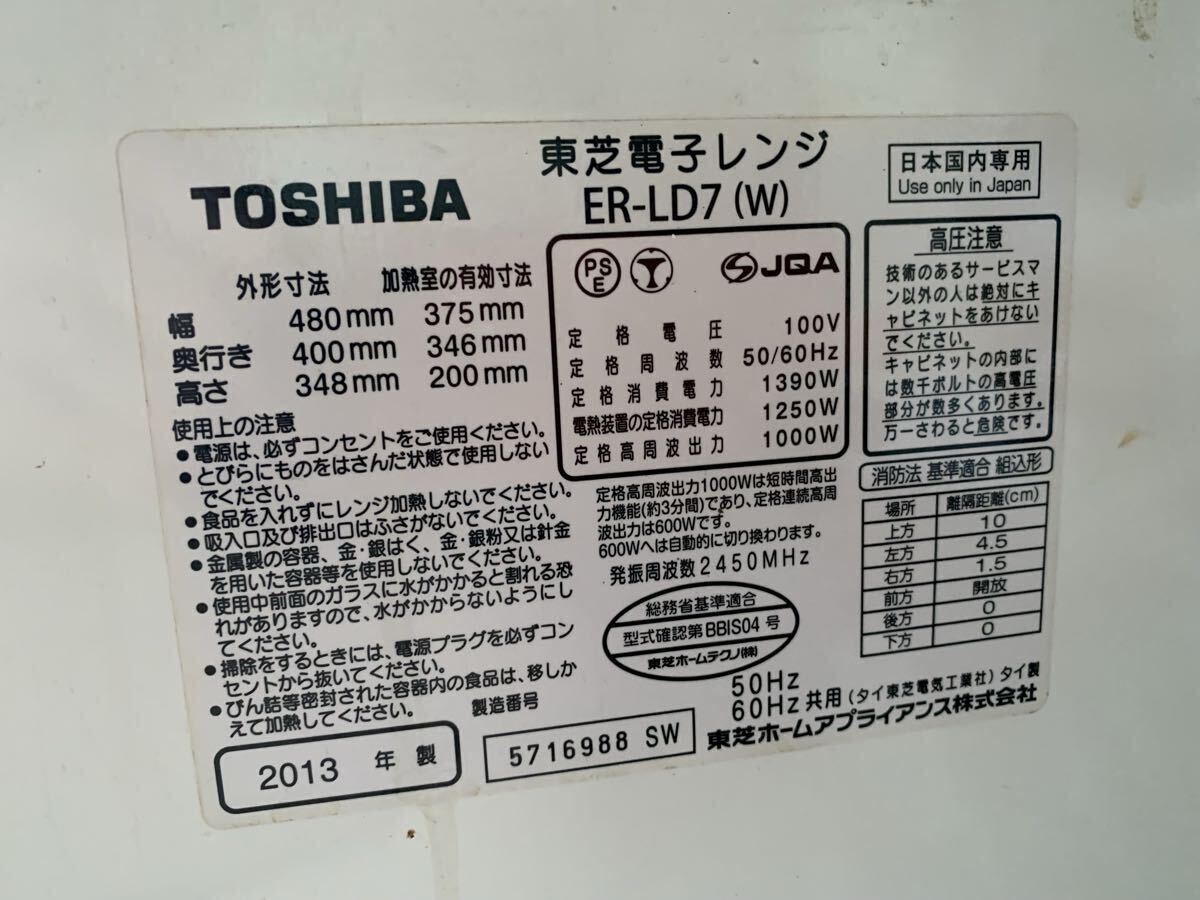 東芝電子レンジ
TOSHIBA
ER-LD7 (W)
日本国内専用
Use only in Japan
外形寸法 加熱室の有効寸法
幅 480mm 375mm
奥行き 400mm 346mm
高さ 348mm 200mm
使用上の注意
●電源は、必ずコンセントをご使用ください。
●とびらにものをはさんだ状態で使用しない
でください。
●食品を入れずにレンジ加熱しないでください。
●吸入口及び排出口はふさがないでください。
●金属製の容器、金・銀はく、金・銀粉又は針金
を用いた容器等を使用しないでください。
●使用中前面のガラスに水がかかると割れる恐
れがありますので、水がかからないようにし
てください。
●掃除をするときには、電源プラグを必ずコン
セントから抜いてください。
●びん詰等密封された容器内の食品は、移しか
えて加熱してください。
2013 年 製
製造番号
5716988 SW
PS
E
JQA
定格電圧 100V
定格周波数 50/60Hz
定格消費電力 1390W
電熱装置の定格消費電力 1250W
定格高周波出力 1000W
定格高周波出力1000Wは短時間高出
力機能(約3分間)であり、定格連続高周
波出力は600Wです。
600Wへは自動的に切り換わります。
発振周波数2450MHz
総務省基準適合
型式確認第BBIS04号
東芝ホームテクノ(株)
高圧注意
技術のあるサービスマ
ン以外の人は絶対にキ
ャビネットをあけない
でください。
キャビネットの内部に
は数千ボルトの高電圧
部分が数多くあります。
万一さわると危険です。
消防法 基準適合 組込形
場所 離隔距離(cm)
上方 10
左方 4.5
右方 1.5
前方 開放
後方 0
下方 0
50Hz
60Hz共用 (タイ東芝電気工業社) タイ製
東芝ホームアプライアンス株式会社